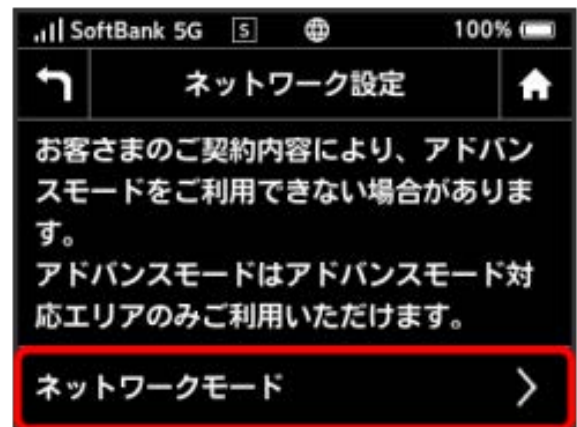 SoftBank 5G S 100%
ネットワーク設定
お客さまのご契約内容により、アドバン
スモードをご利用できない場合がありま
す。
アドバンスモードはアドバンスモード対
応エリアのみご利用いただけます。
ネットワークモード